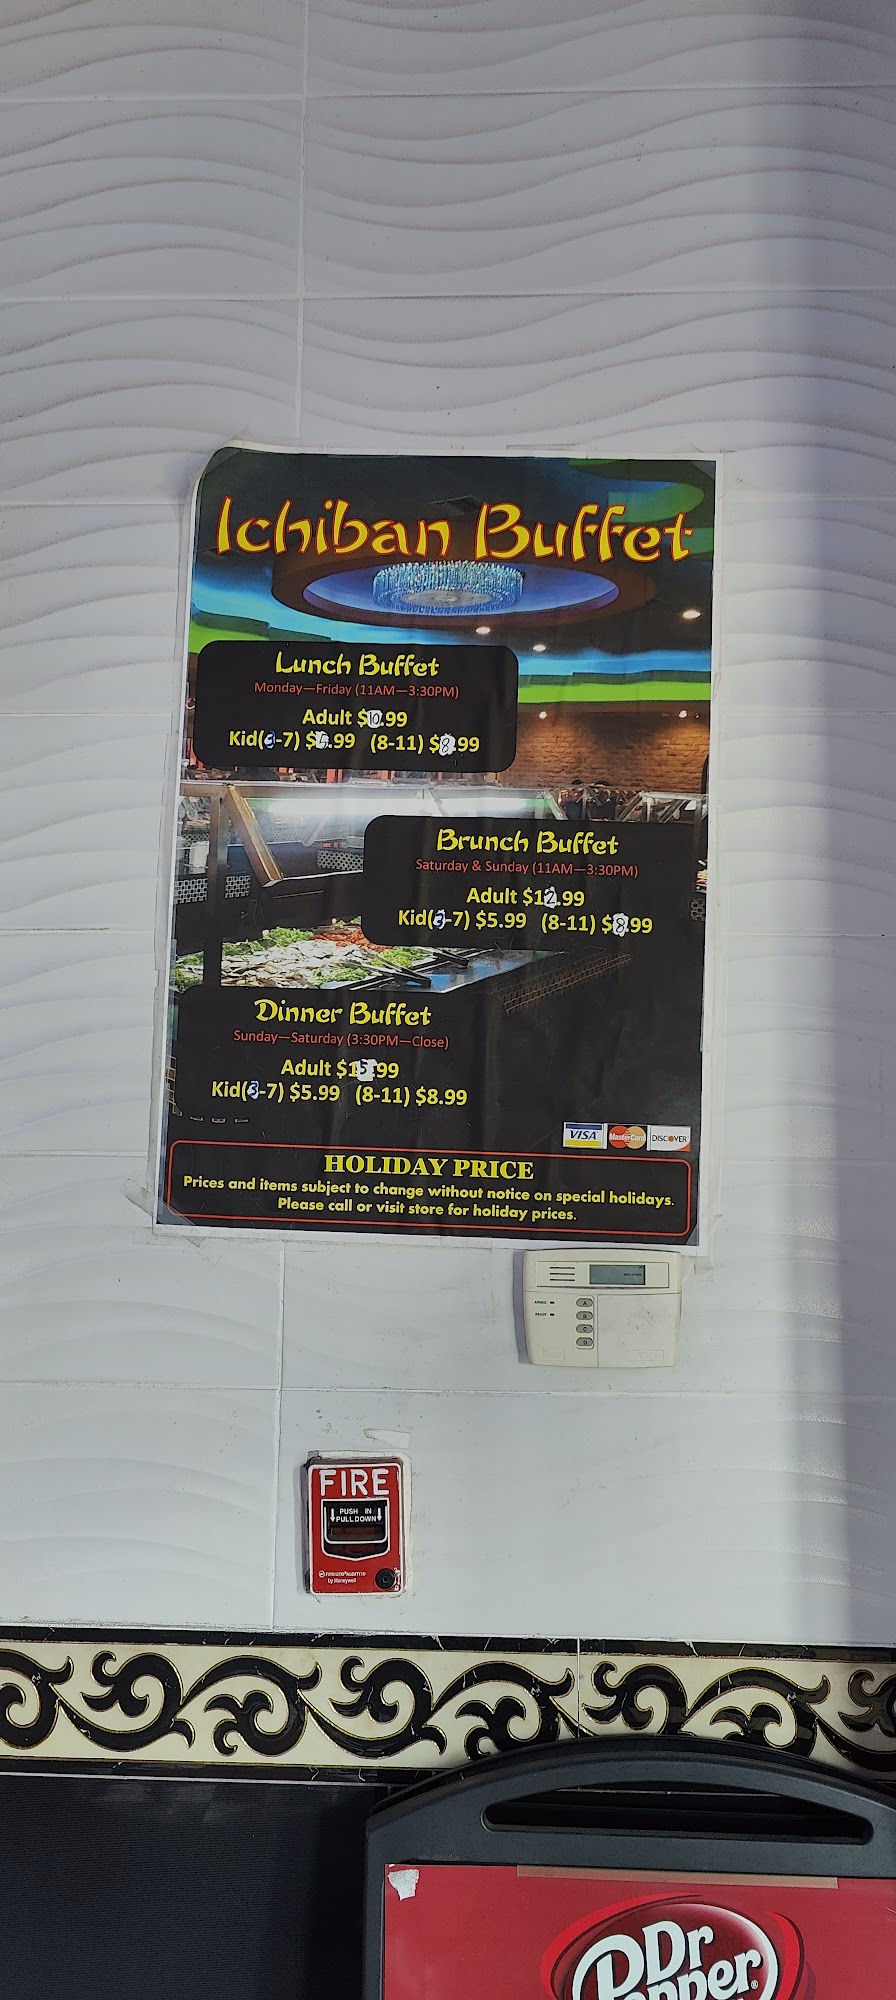 Ichiban Buffet
Lunch Buffet
Monday—Friday (11AM—3:30PM)
Adult $10.99
Kid(3-7) $5.99 (8-11) $8.99
Brunch Buffet
Saturday & Sunday (11AM—3:30PM)
Adult $12.99
Kid(3-7) $5.99 (8-11) $8.99
Dinner Buffet
Sunday—Saturday (3:30PM—Close)
Adult $15.99
Kid(3-7) $5.99 (8-11) $8.99
VISA MasterCard DISCOVER
HOLIDAY PRICE
Prices and items subject to change without notice on special holidays.
Please call or visit store for holiday prices.
ARMED
READY
A
B
C
D
FIRE
PUSH IN
PULL DOWN
by Honeywell
Dr
Pepper